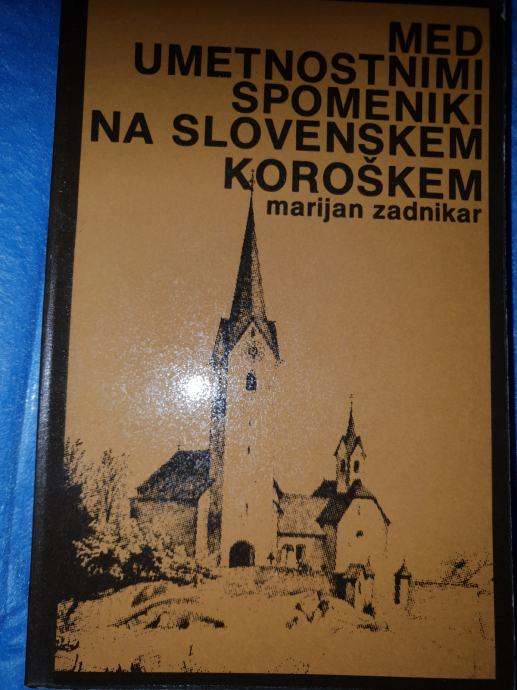 MED
UMETNOSTNIMI
SPOMENIKI
NA SLOVENSKEM
KOROŠKEM
marijan zadnikar